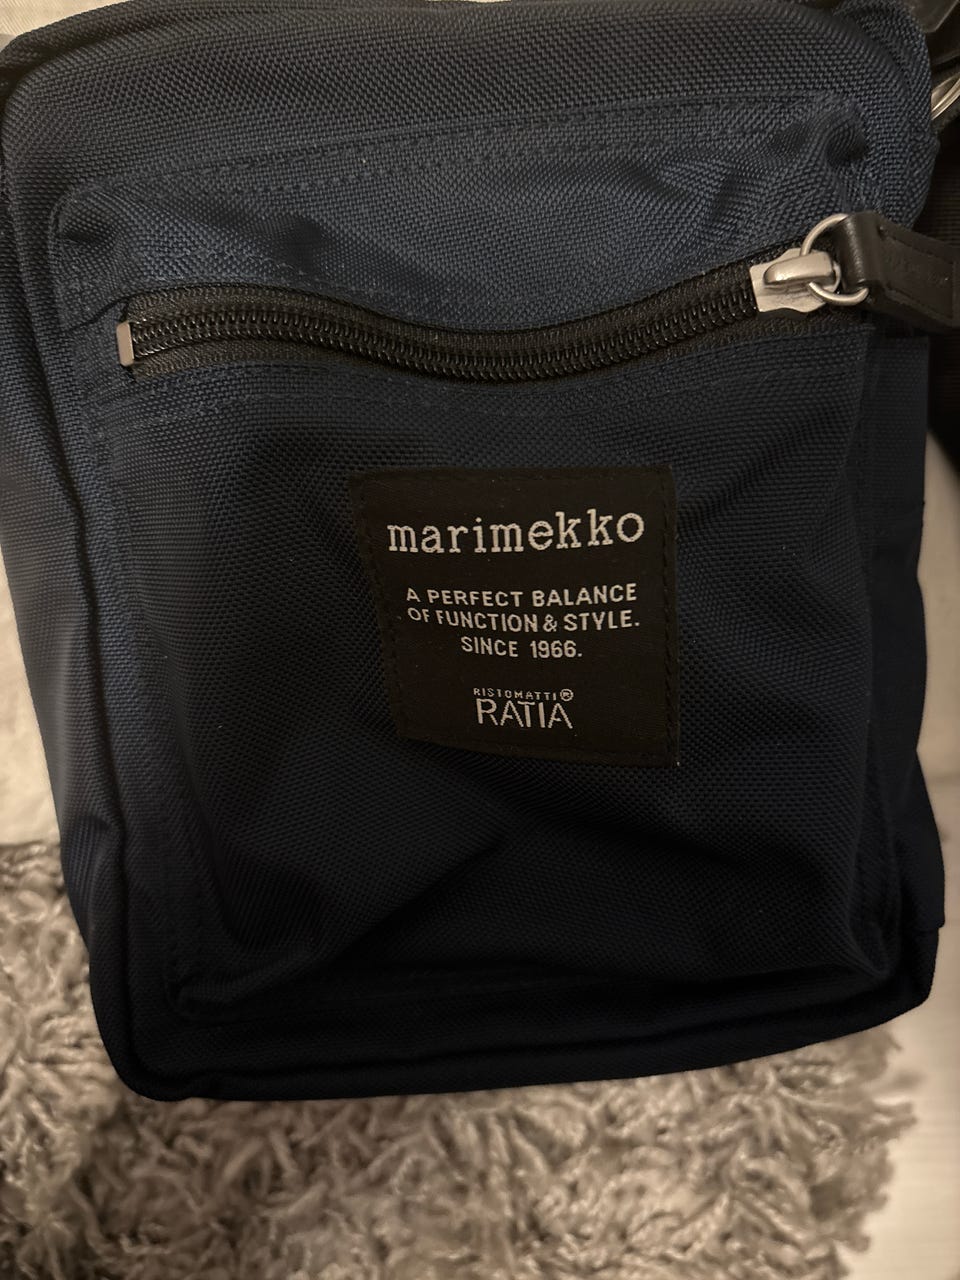 marimekko
A PERFECT BALANCE
OF FUNCTION & STYLE.
SINCE 1966.
RISTOMATTI®
RATIA